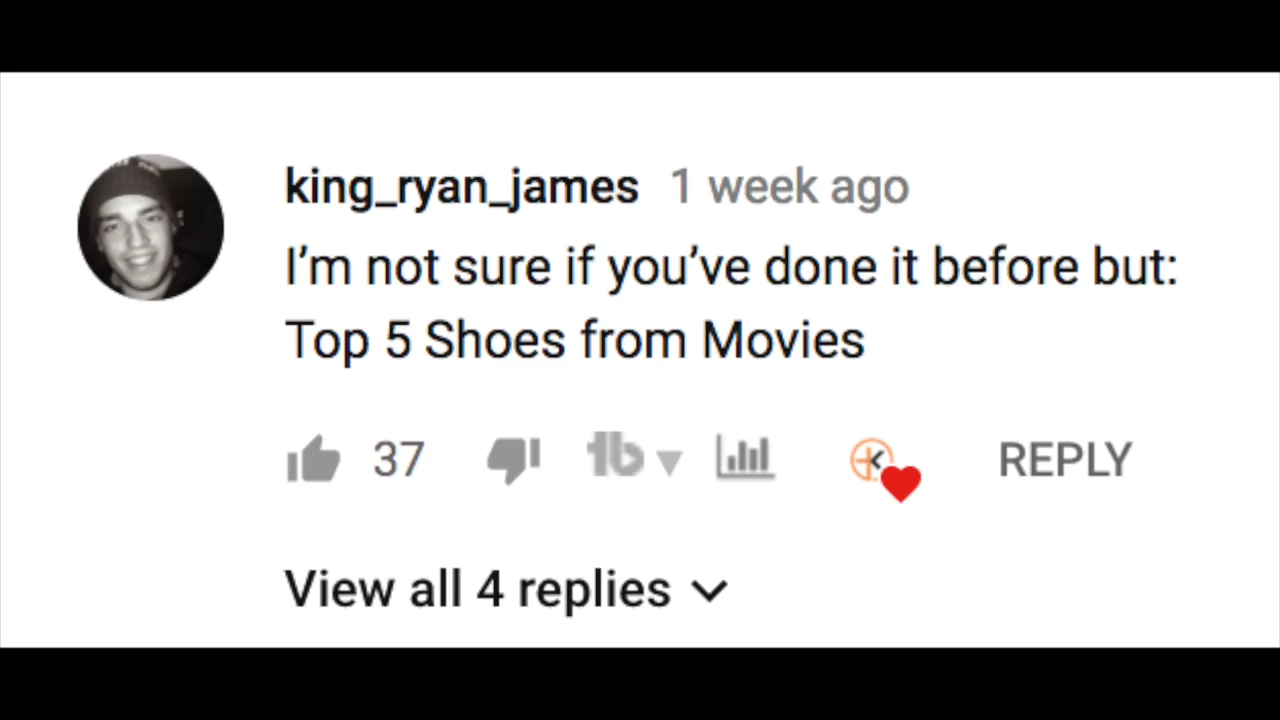 king_ryan_james 1 week ago
I’m not sure if you’ve done it before but:
Top 5 Shoes from Movies
37
REPLY
View all 4 replies